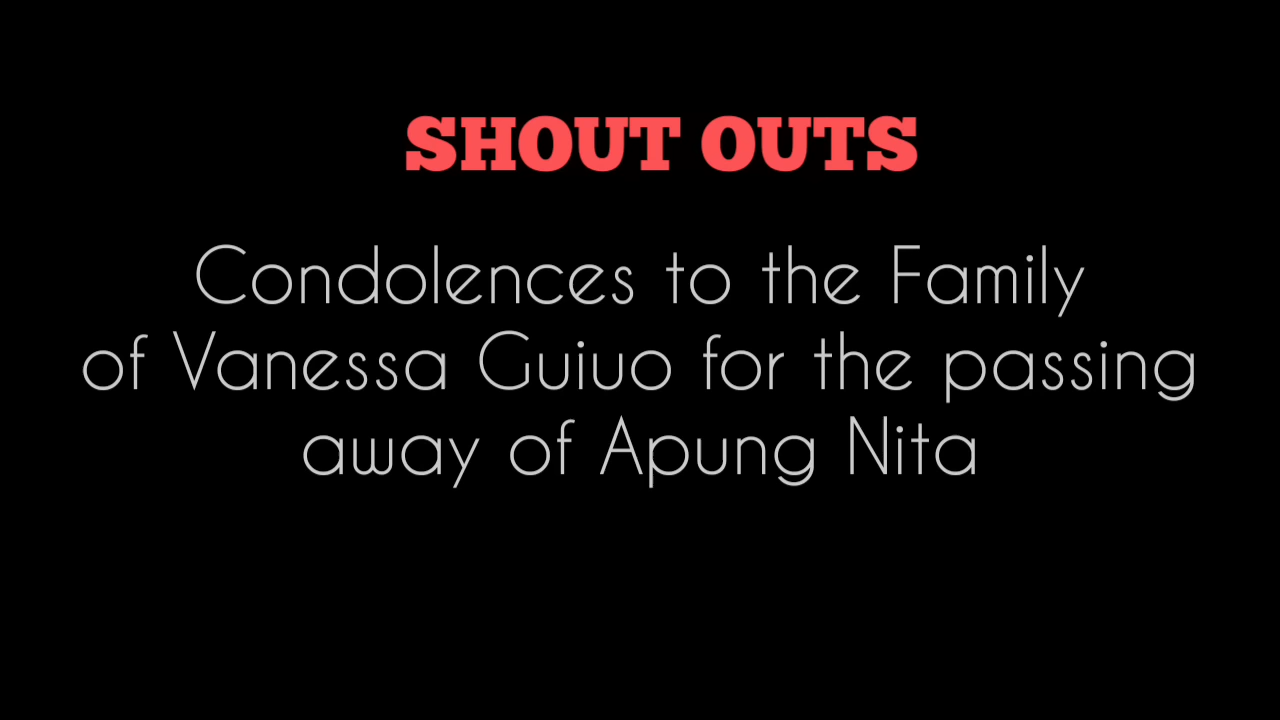 SHOUT OUTS
Condolences to the Family
of Vanessa Guiuo for the passing
away of Apung Nita